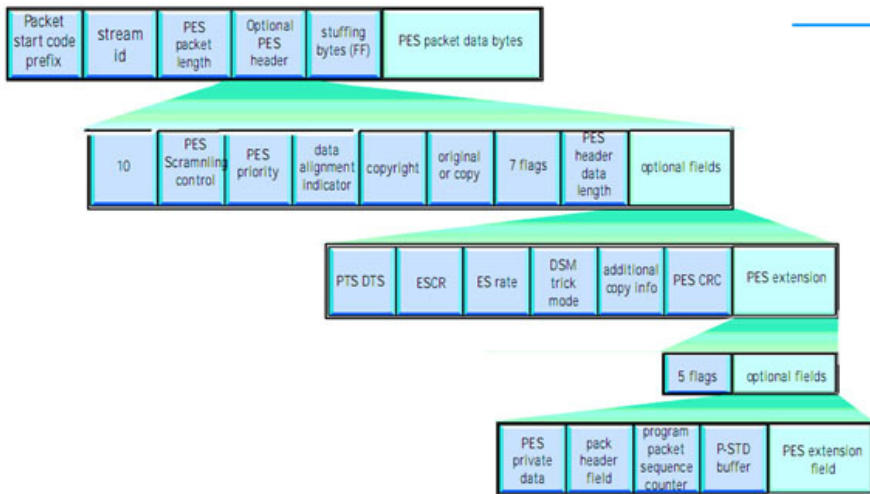 Packet
start code
prefix
stream
id
PES
packet
length
Optional
PES
header
stuffing
bytes (FF)
PES packet data bytes
10
PES
Scramnling
control
PES
priority
data
alignment
indicator
copyright
original
or copy
7 flags
PES
header
data
length
optional fields
PTS DTS
ESCR
ES rate
DSM
trick
mode
additional
copy info
PES CRC
PES extension
5 flags
optional fields
PES
private
data
pack
header
field
program
packet
sequence
counter
P-STD
buffer
PES extension
field